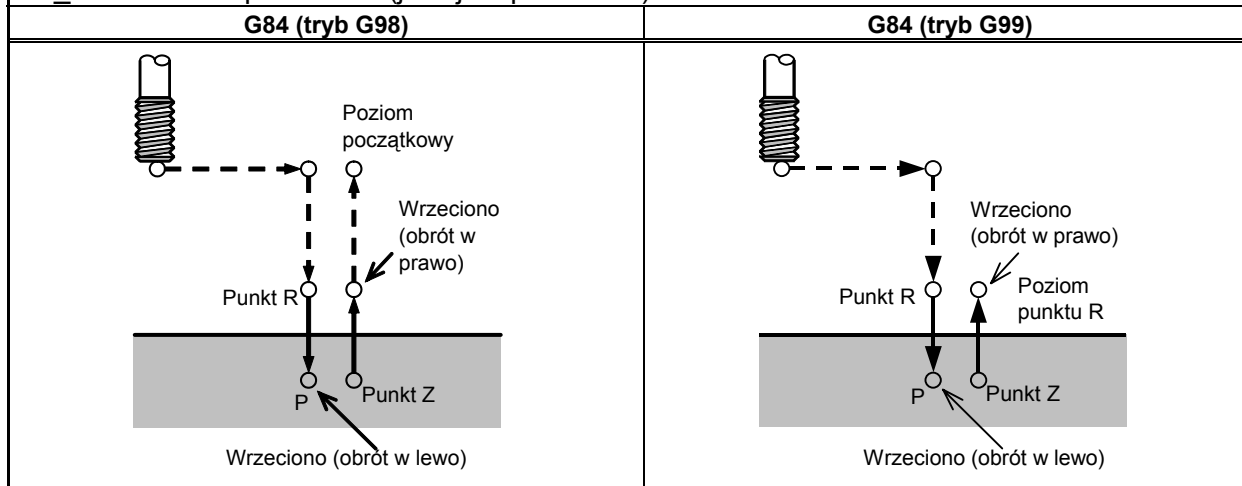 G84 (tryb G98)
G84 (tryb G99)
Poziom
początkowy
Wrzeciono
(obrót w
prawo)
Punkt R
P
Punkt Z
Wrzeciono (obrót w lewo)
Wrzeciono
(obrót w prawo)
Punkt R
Poziom
punktu R
P
Punkt Z
Wrzeciono (obrót w lewo)